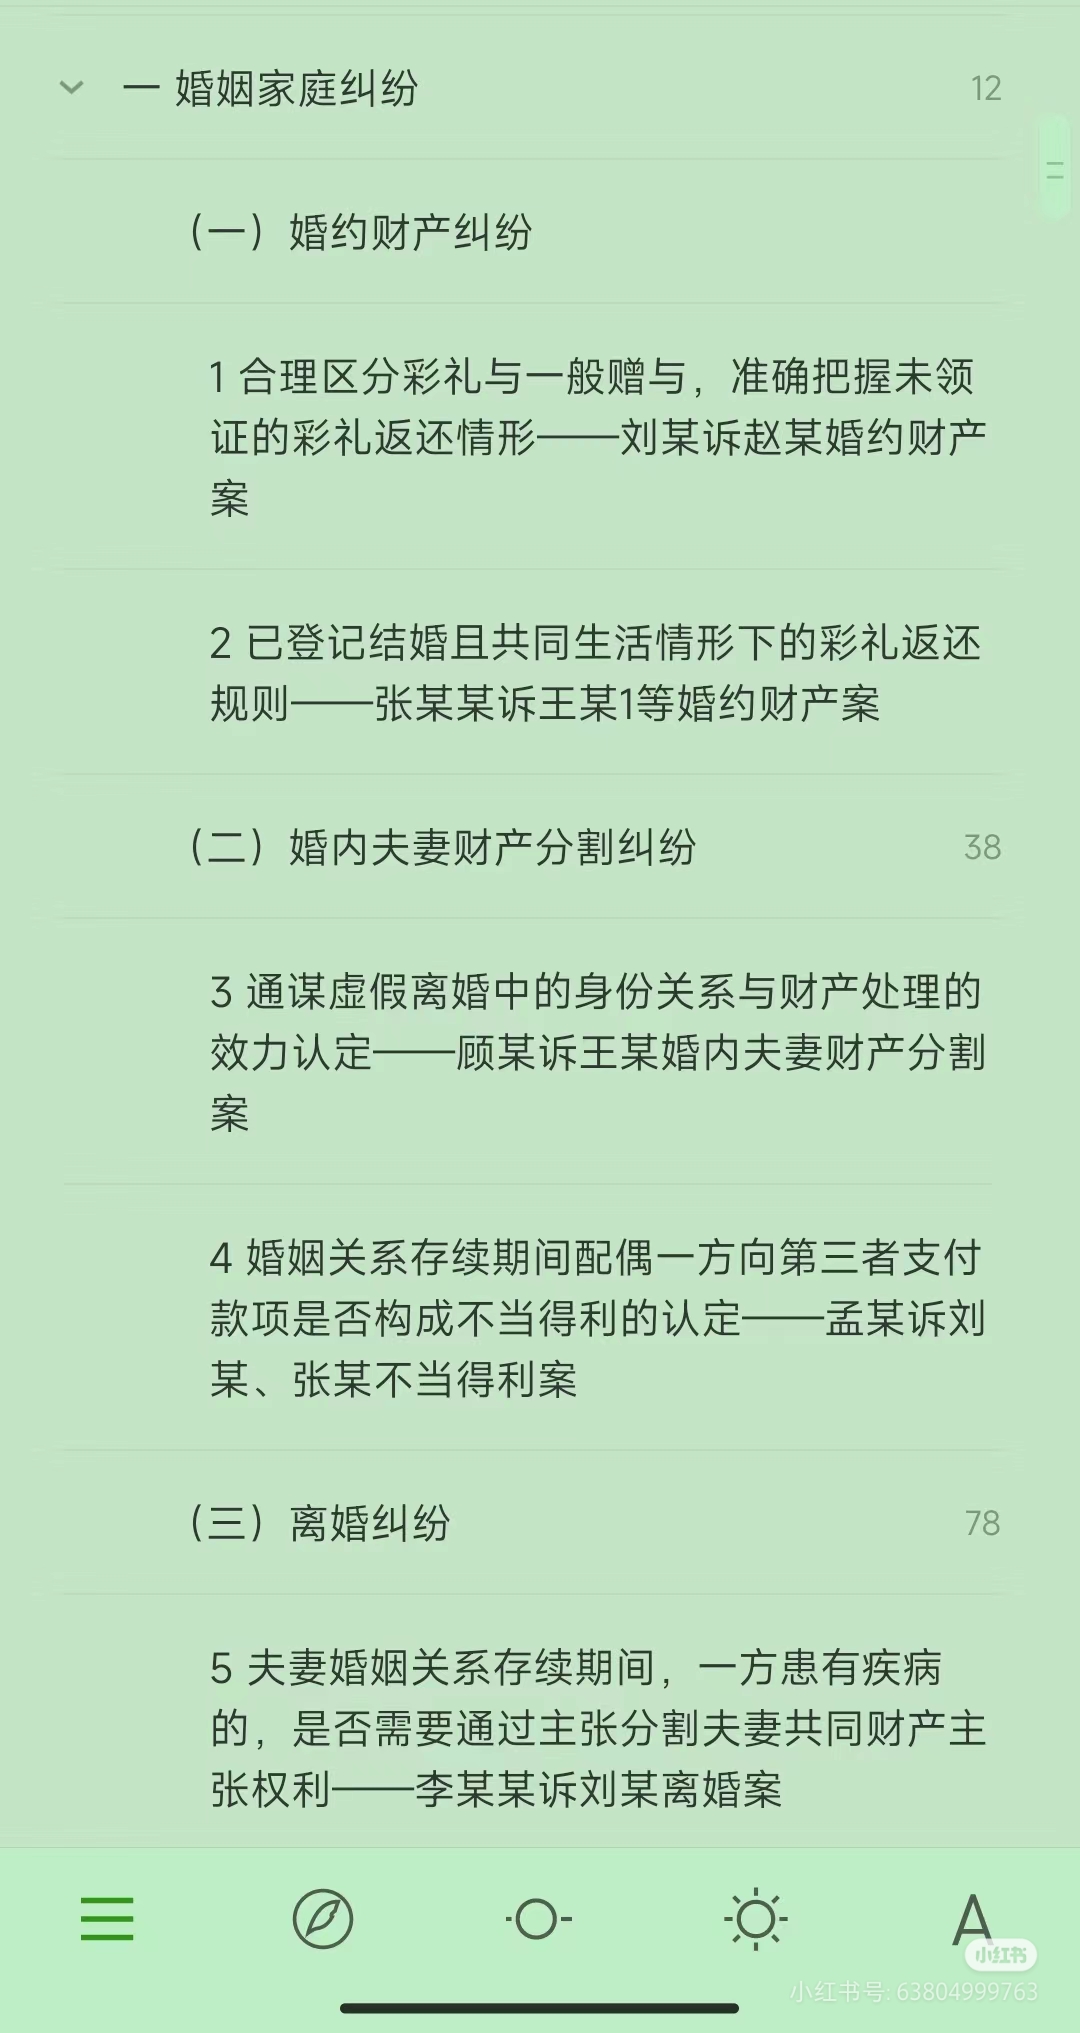 一 婚姻家庭纠纷 12
（一）婚约财产纠纷
1 合理区分彩礼与一般赠与，准确把握未领
证的彩礼返还情形——刘某诉赵某婚约财产
案
2 已登记结婚且共同生活情形下的彩礼返还
规则——张某某诉王某1等婚约财产案
（二）婚内夫妻财产分割纠纷 38
3 通谋虚假离婚中的身份关系与财产处理的
效力认定——顾某诉王某婚内夫妻财产分割
案
4 婚姻关系存续期间配偶一方向第三者支付
款项是否构成不当得利的认定——孟某诉刘
某、张某不当得利案
（三）离婚纠纷 78
5 夫妻婚姻关系存续期间，一方患有疾病
的，是否需要通过主张分割夫妻共同财产主
张权利——李某某诉刘某离婚案
A
小红书
小红书号: 63804999763